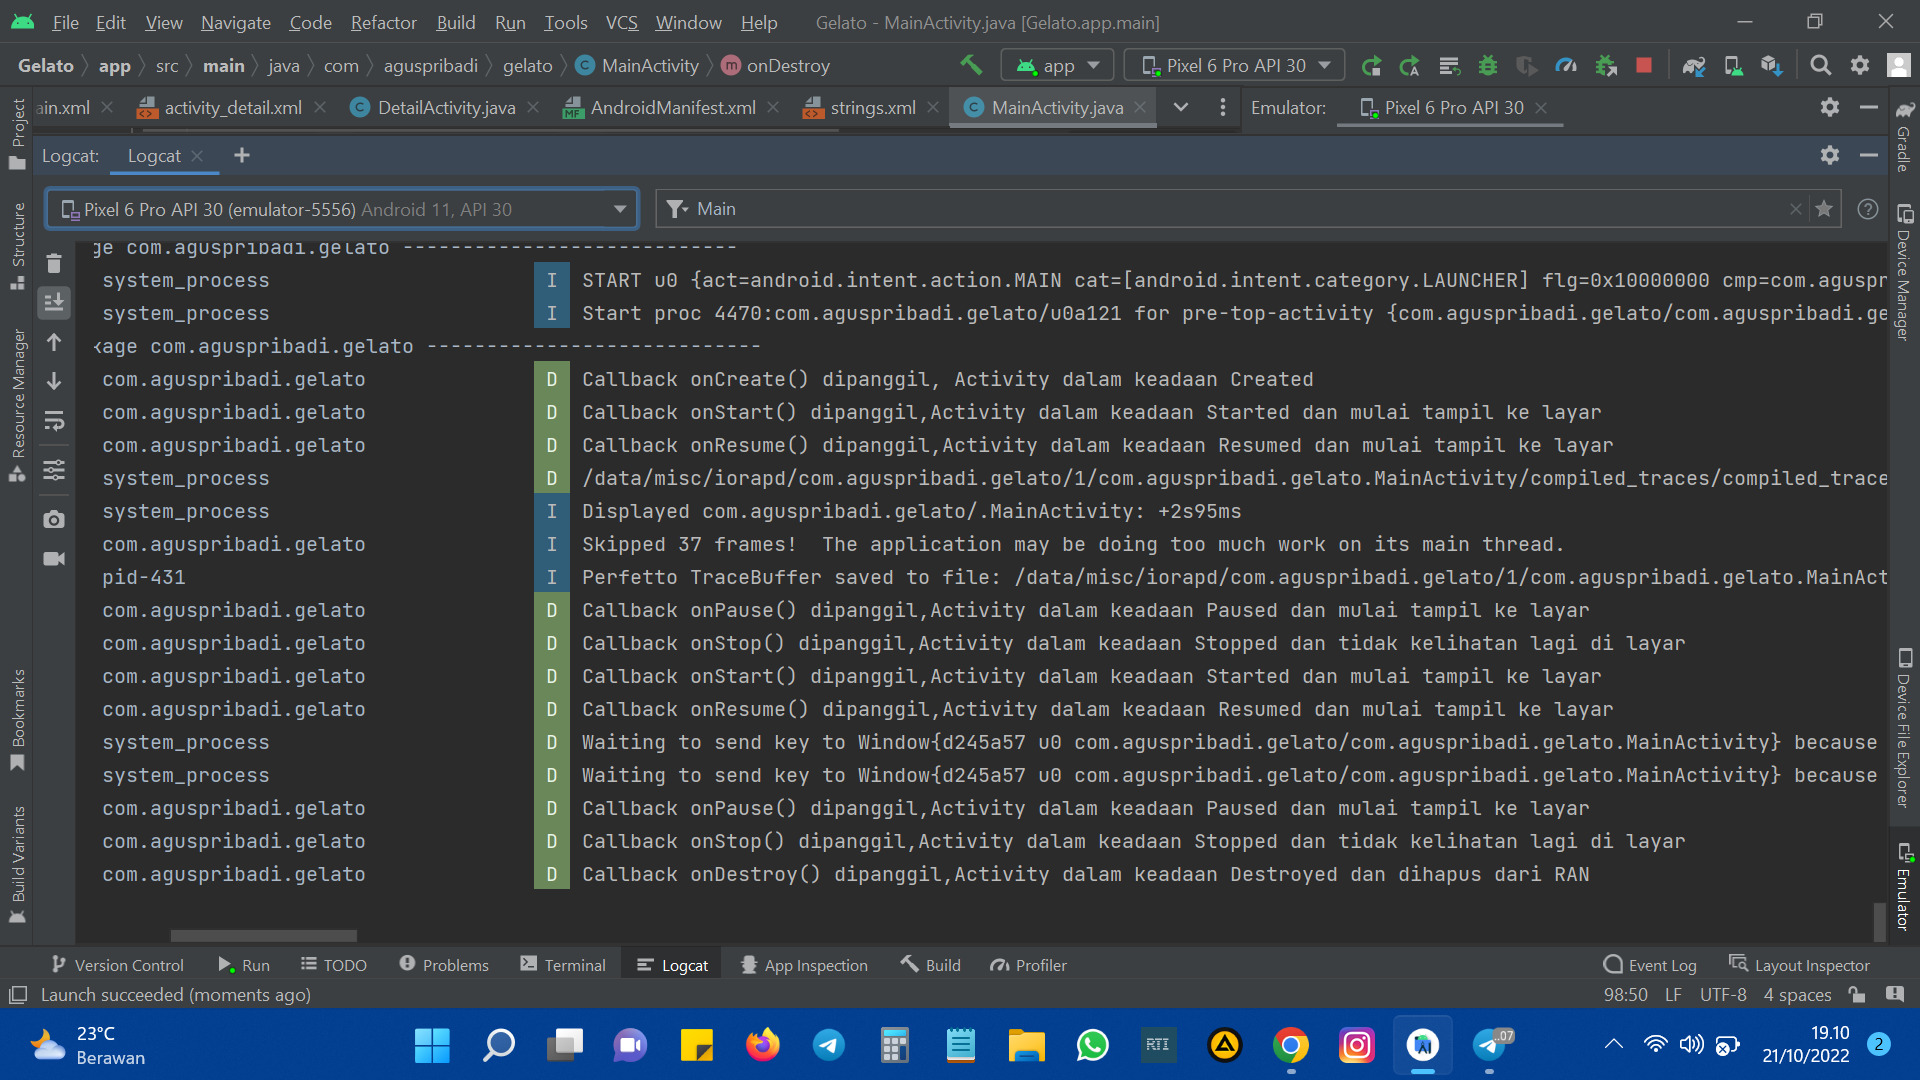 File Edit View Navigate Code Refactor Build Run Tools VCS Window Help Gelato - MainActivity.java [Gelato.app.main]
Gelato app src main java com aguspribadi gelato C MainActivity m onDestroy app Pixel 6 Pro API 30
ain.xml activity_detail.xml C DetailActivity.java MF AndroidManifest.xml strings.xml C MainActivity.java Emulator: Pixel 6 Pro API 30
Logcat: Logcat
Pixel 6 Pro API 30 (emulator-5556) Android 11, API 30 Main
ge com.aguspribadi.gelato ----------------------------
system_process I START u0 {act=android.intent.action.MAIN cat=[android.intent.category.LAUNCHER] flg=0x10000000 cmp=com.aguspr
system_process I Start proc 4470:com.aguspribadi.gelato/u0a121 for pre-top-activity {com.aguspribadi.gelato/com.aguspribadi.ge
kage com.aguspribadi.gelato ----------------------------
com.aguspribadi.gelato D Callback onCreate() dipanggil, Activity dalam keadaan Created
com.aguspribadi.gelato D Callback onStart() dipanggil,Activity dalam keadaan Started dan mulai tampil ke layar
com.aguspribadi.gelato D Callback onResume() dipanggil,Activity dalam keadaan Resumed dan mulai tampil ke layar
system_process D /data/misc/iorapd/com.aguspribadi.gelato/1/com.aguspribadi.gelato.MainActivity/compiled_traces/compiled_trace
system_process I Displayed com.aguspribadi.gelato/.MainActivity: +2s95ms
com.aguspribadi.gelato I Skipped 37 frames!  The application may be doing too much work on its main thread.
pid-431 I Perfetto TraceBuffer saved to file: /data/misc/iorapd/com.aguspribadi.gelato/1/com.aguspribadi.gelato.MainAct
com.aguspribadi.gelato D Callback onPause() dipanggil,Activity dalam keadaan Paused dan mulai tampil ke layar
com.aguspribadi.gelato D Callback onStop() dipanggil,Activity dalam keadaan Stopped dan tidak kelihatan lagi di layar
com.aguspribadi.gelato D Callback onStart() dipanggil,Activity dalam keadaan Started dan mulai tampil ke layar
com.aguspribadi.gelato D Callback onResume() dipanggil,Activity dalam keadaan Resumed dan mulai tampil ke layar
system_process D Waiting to send key to Window{d245a57 u0 com.aguspribadi.gelato/com.aguspribadi.gelato.MainActivity} because
system_process D Waiting to send key to Window{d245a57 u0 com.aguspribadi.gelato/com.aguspribadi.gelato.MainActivity} because
com.aguspribadi.gelato D Callback onPause() dipanggil,Activity dalam keadaan Paused dan mulai tampil ke layar
com.aguspribadi.gelato D Callback onStop() dipanggil,Activity dalam keadaan Stopped dan tidak kelihatan lagi di layar
com.aguspribadi.gelato D Callback onDestroy() dipanggil,Activity dalam keadaan Destroyed dan dihapus dari RAN
Project
Structure
Resource Manager
Bookmarks
Build Variants
Gradle
Device Manager
Device File Explorer
Emulator
Version Control Run TODO Problems Terminal Logcat App Inspection Build Profiler Event Log Layout Inspector
Launch succeeded (moments ago) 98:50 LF UTF-8 4 spaces
23°C
Berawan
RTI
..07
19.10
21/10/2022
2